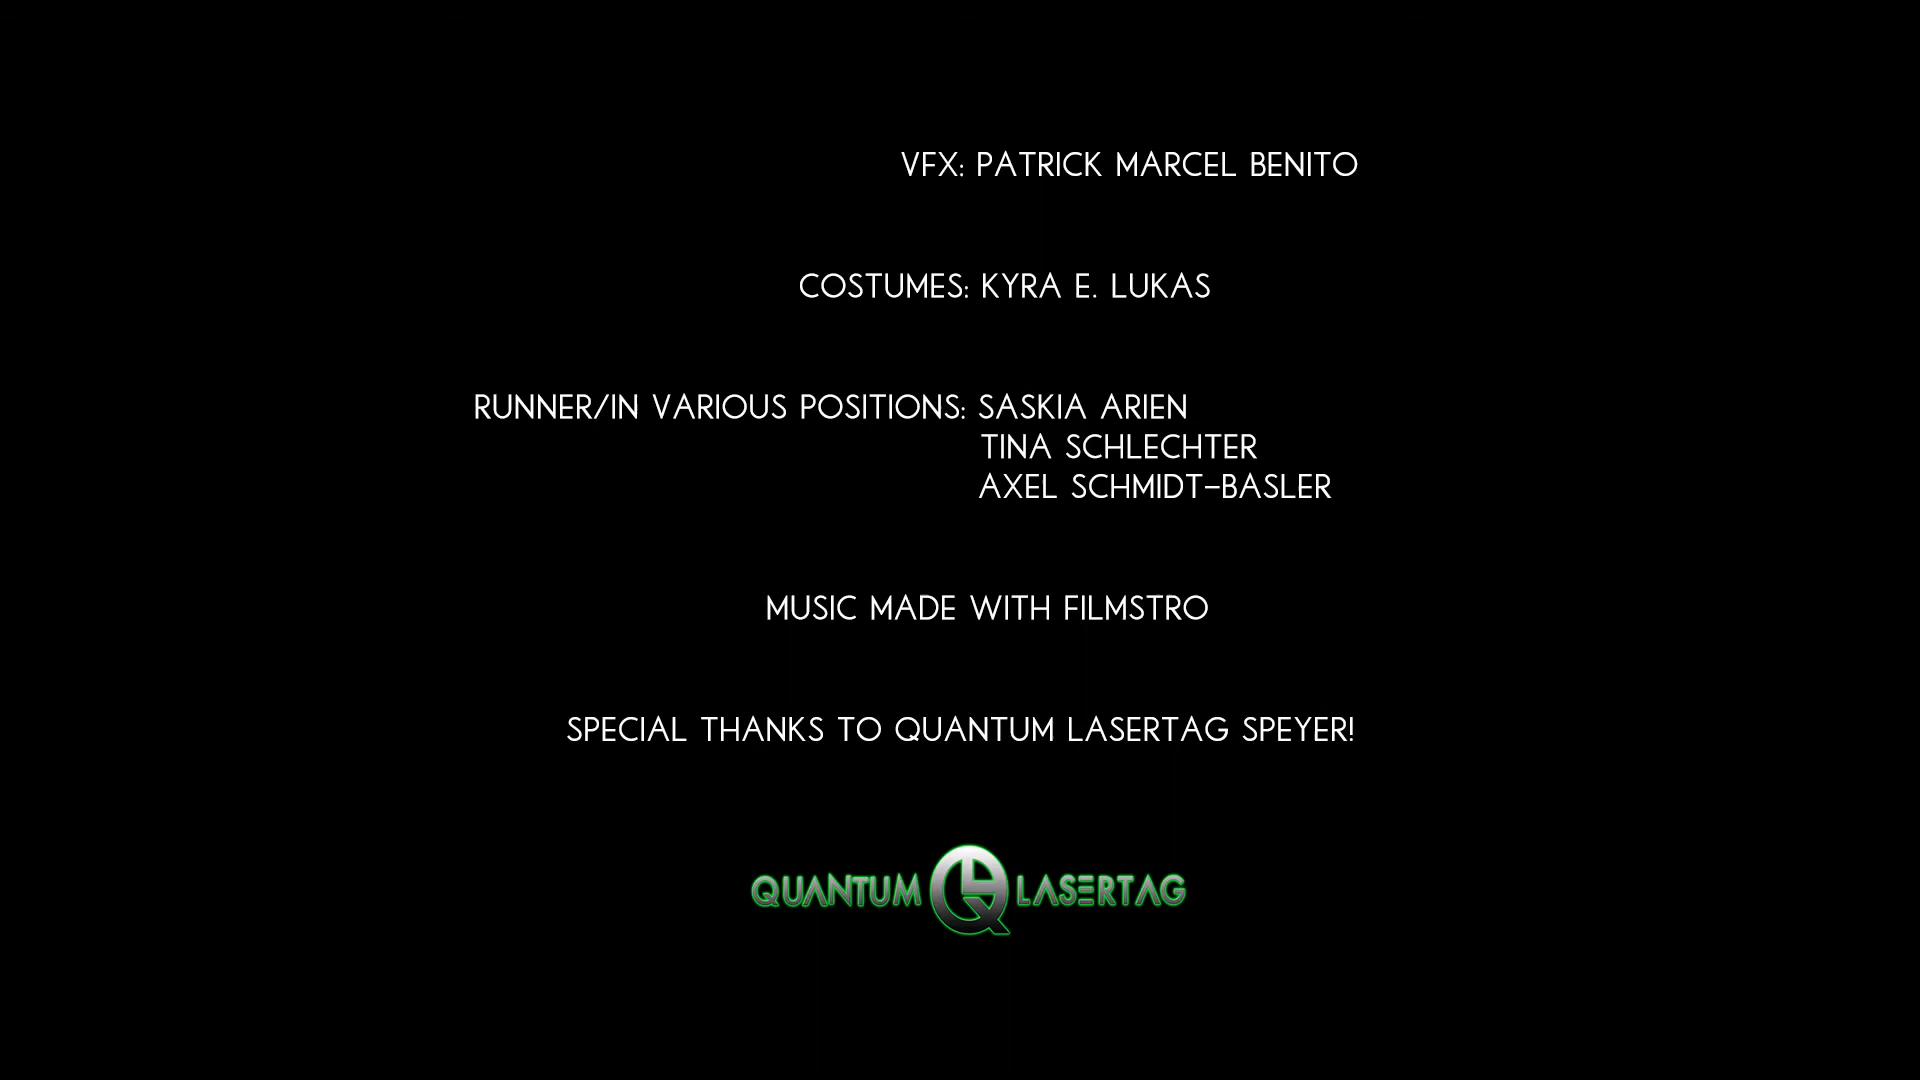 VFX: PATRICK MARCEL BENITO
COSTUMES: KYRA E. LUKAS
RUNNER/IN VARIOUS POSITIONS: SASKIA ARIEN
TINA SCHLECHTER
AXEL SCHMIDT-BASLER
MUSIC MADE WITH FILMSTRO
SPECIAL THANKS TO QUANTUM LASERTAG SPEYER!
QUANTUM LASERTAG